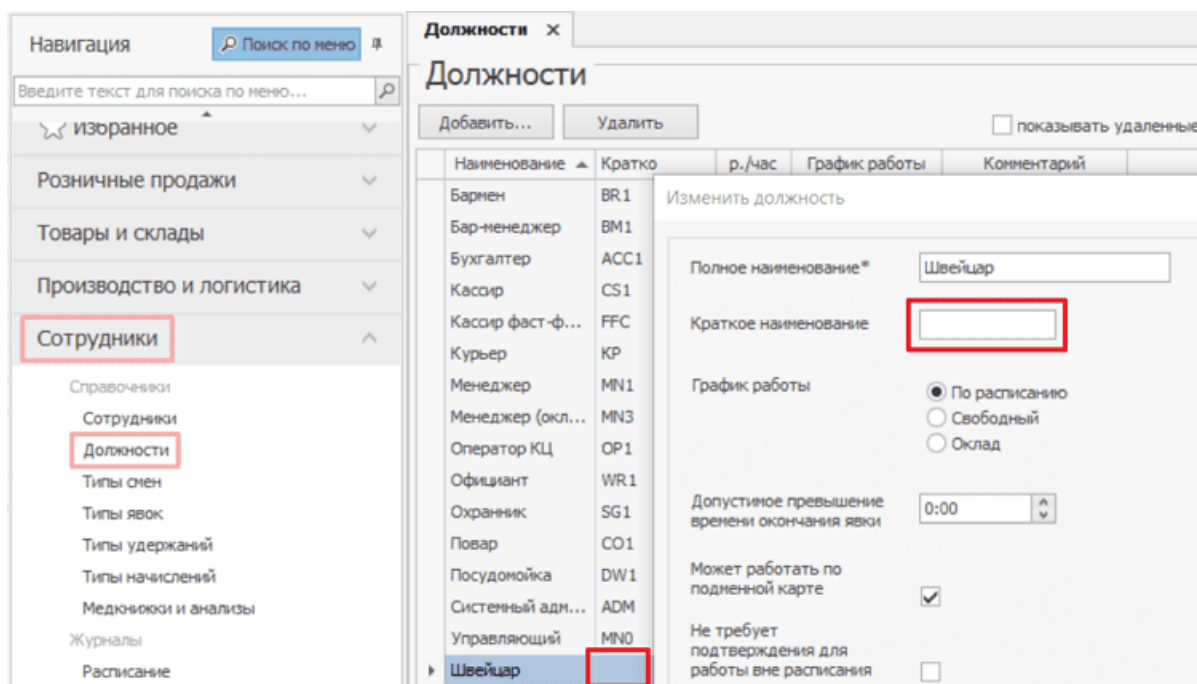 Навигация
Поиск по меню
Введите текст для поиска по меню...
Избранное
Розничные продажи
Товары и склады
Производство и логистика
Сотрудники
Справочники
Сотрудники
Должности
Типы смен
Типы явок
Типы удержаний
Типы начислений
Медкнижки и анализы
Журналы
Расписание
Должности
Должности
Добавить... Удалить показывать удаленные
Наименование Кратко р./час График работы Комментарий
Бармен BR1
Бар-менеджер BM1
Бухгалтер ACC1
Кассир CS1
Кассир фаст-ф... FFC
Курьер KP
Менеджер MN1
Менеджер (окл... MN3
Оператор КЦ OP1
Официант WR1
Охранник SG1
Повар CO1
Посудомойка DW1
Системный адм... ADM
Управляющий MN0
Швейцар
Изменить должность
Полное наименование* Швейцар
Краткое наименование
График работы
По расписанию
Свободный
Оклад
Допустимое превышение
времени окончания явки 0:00
Может работать по
подменной карте
Не требует
подтверждения для
работы вне расписания